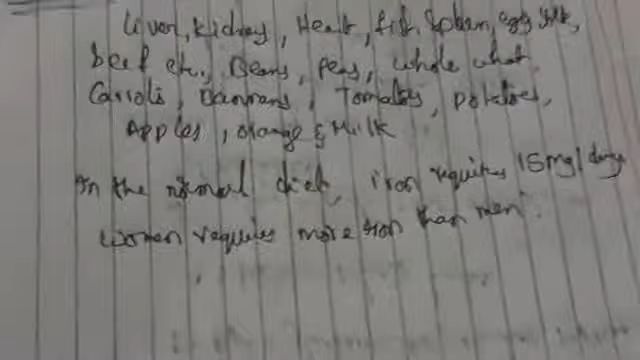 Liver, Kidney, Heart, fish, Spleen, egg yolk,
beef etc., Beans, Peas, whole wheat
Carrots, Bannans, Tomatoes, potatoes,
Apples, orange & Milk
In the normal diet, iron requires 15mg/day
Women requires more iron than men.